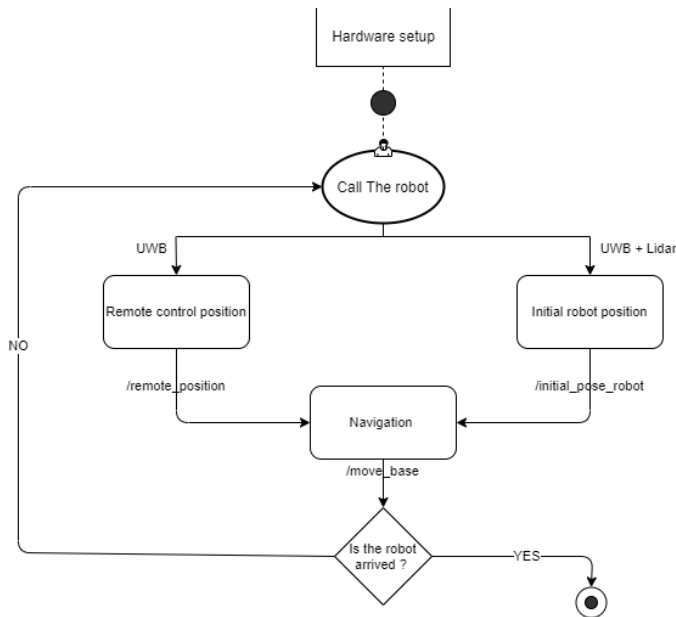 Hardware setup
Call The robot
UWB
UWB + Lidar
Remote control position
Initial robot position
NO
/remote_position
/initial_pose_robot
Navigation
/move_base
Is the robot
arrived ?
YES